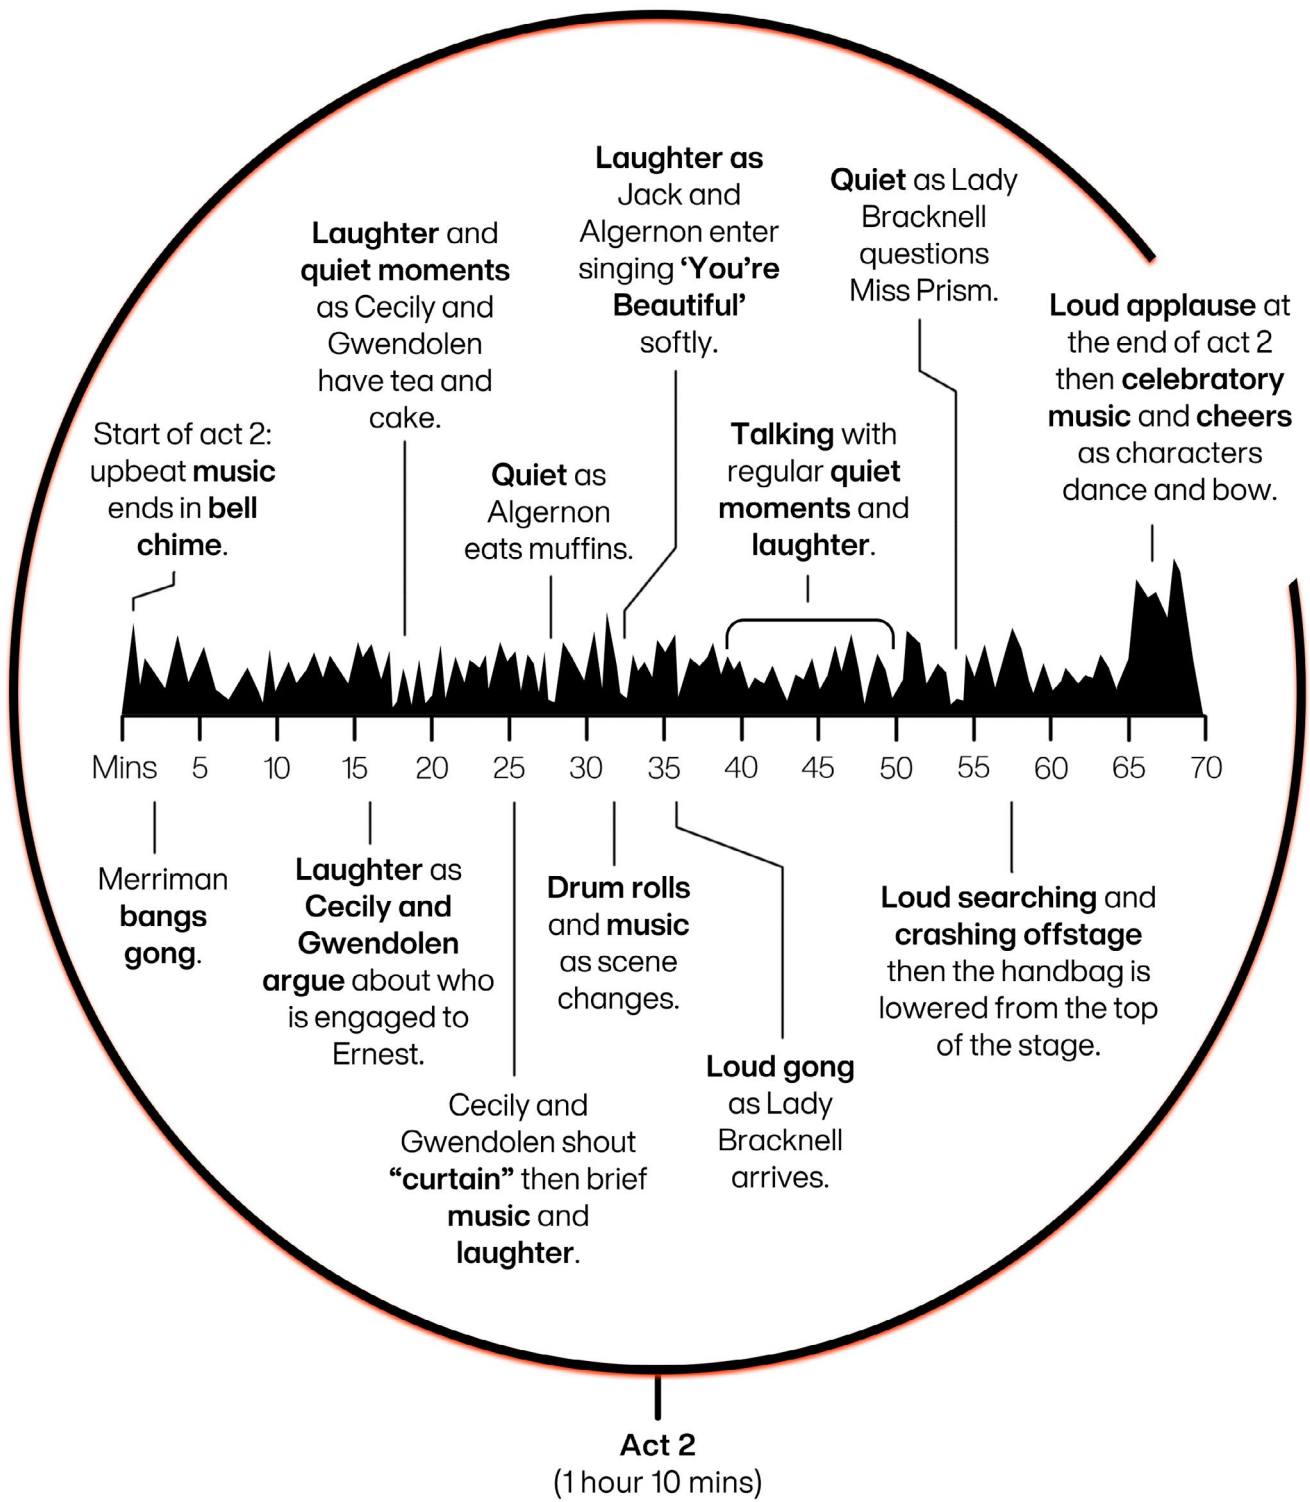 Laughter as
Jack and
Algernon enter
singing ‘You’re
Beautiful’
softly.
Quiet as Lady
Bracknell
questions
Miss Prism.
Laughter and
quiet moments
as Cecily and
Gwendolen
have tea and
cake.
Loud applause at
the end of act 2
then celebratory
music and cheers
as characters
dance and bow.
Start of act 2:
upbeat music
ends in bell
chime.
Quiet as
Algernon
eats muffins.
Talking with
regular quiet
moments and
laughter.
Mins 5 10 15 20 25 30 35 40 45 50 55 60 65 70
Merriman
bangs
gong.
Laughter as
Cecily and
Gwendolen
argue about who
is engaged to
Ernest.
Drum rolls
and music
as scene
changes.
Loud searching and
crashing offstage
then the handbag is
lowered from the top
of the stage.
Loud gong
as Lady
Bracknell
arrives.
Cecily and
Gwendolen shout
“curtain” then brief
music and
laughter.
Act 2
(1 hour 10 mins)